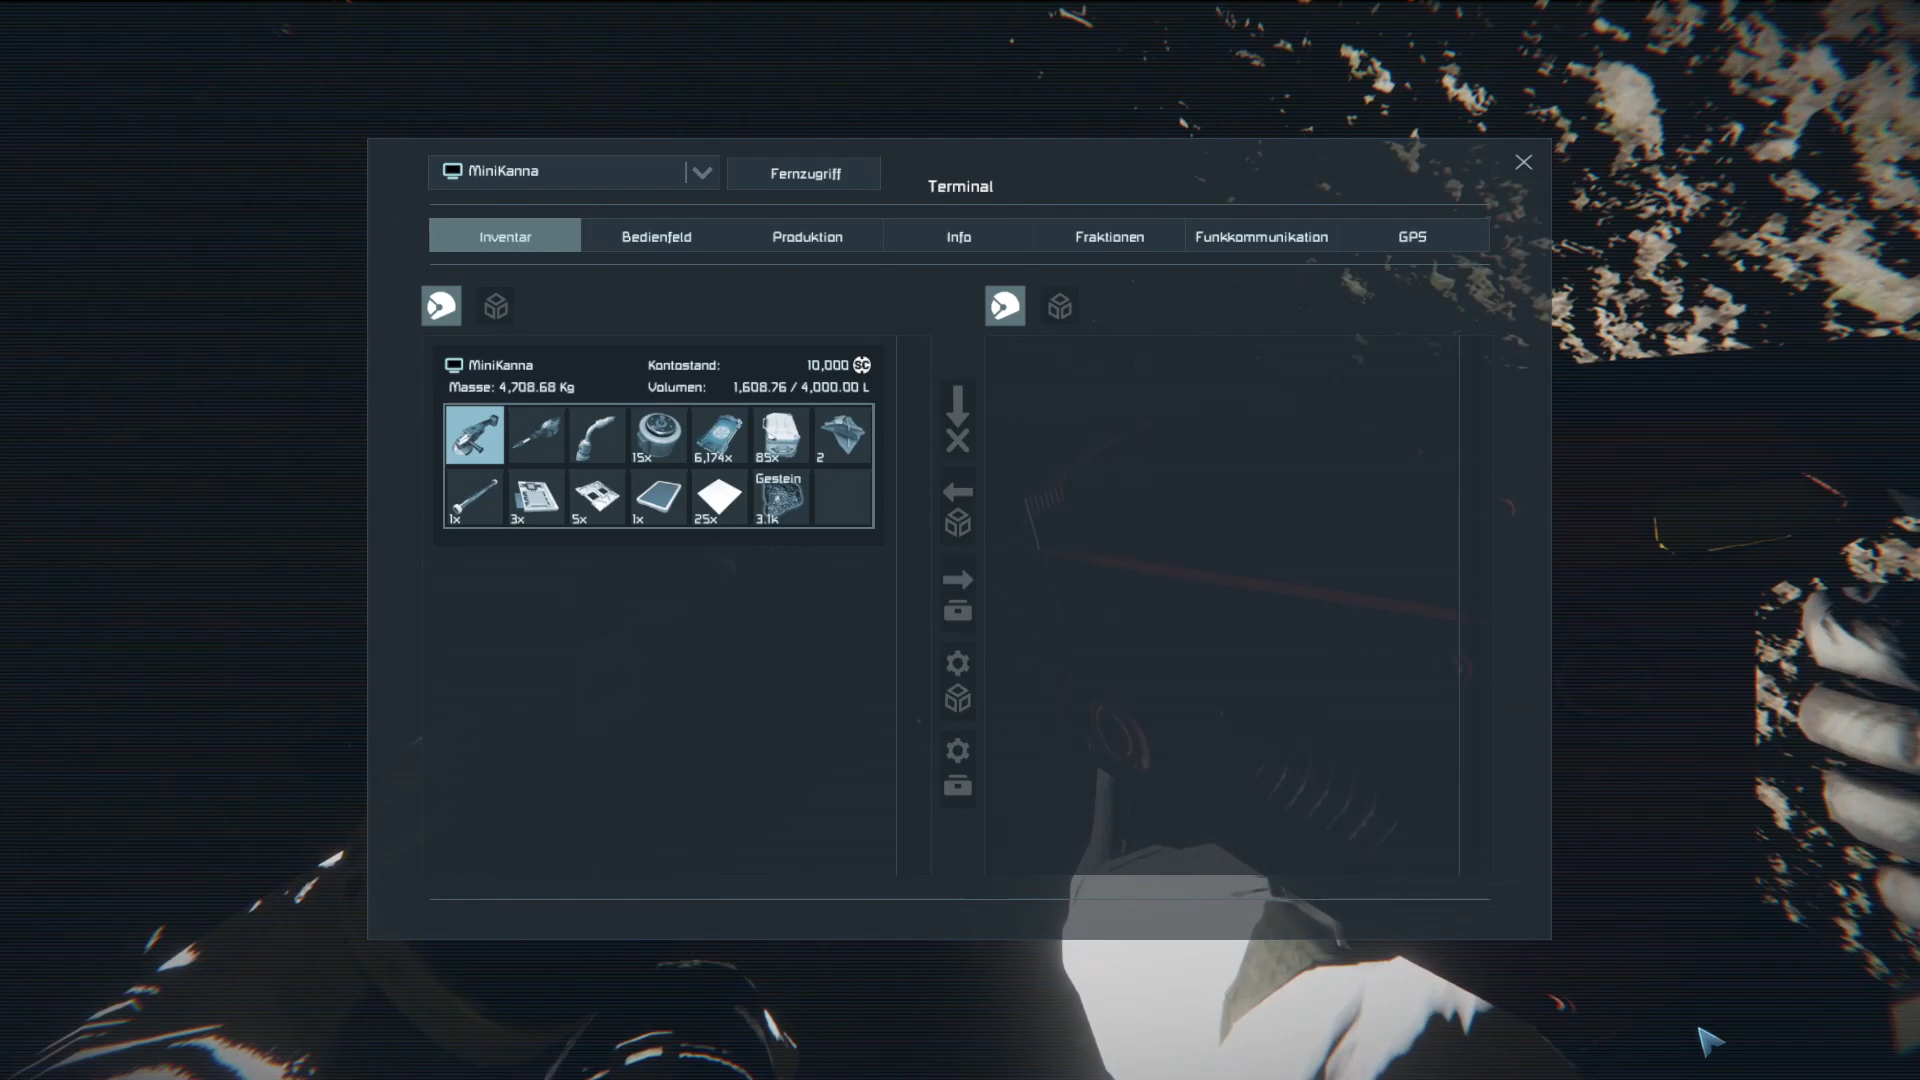 MiniKanna
Fernzugriff
Terminal
Inventar
Bedienfeld
Produktion
Info
Fraktionen
Funkkommunikation
GPS
MiniKanna
Kontostand:
10,000 SC
Masse: 4,708.68 Kg
Volumen:
1,608.76 / 4,000.00 L
15x
6,174x
85x
2
Gestein
1x
3x
5x
1x
25x
3.1k